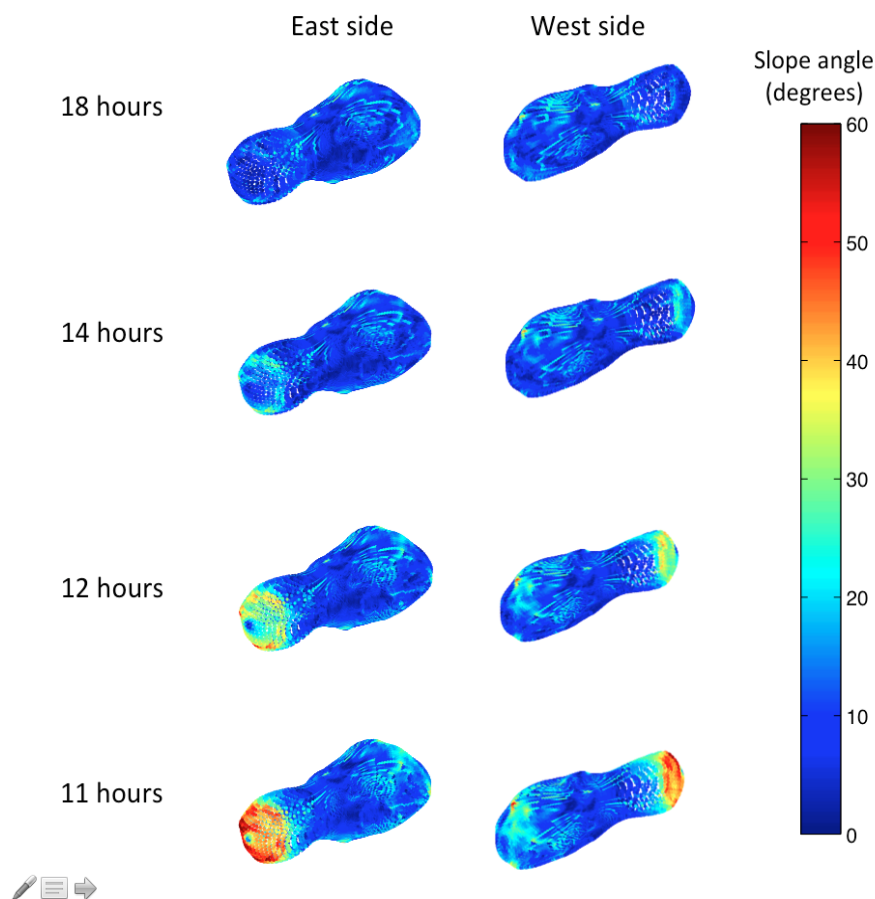 East side
West side
Slope angle
(degrees)
18 hours
60
50
14 hours
40
30
12 hours
20
10
11 hours
0